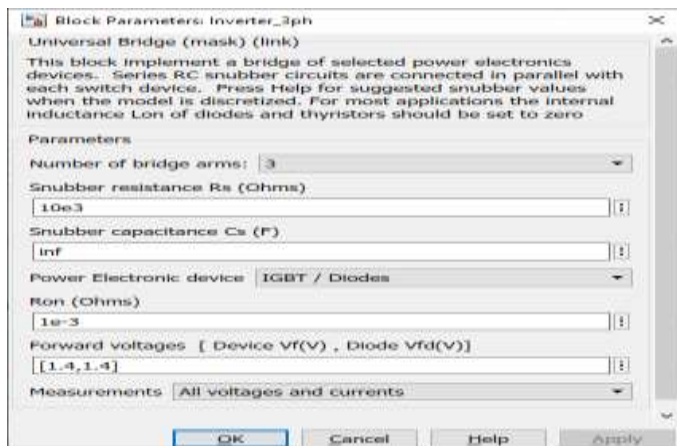 Block Parameters: Inverter_3ph
Universal Bridge (mask) (link)
This block implement a bridge of selected power electronics
devices. Series RC snubber circuits are connected in parallel with
each switch device. Press Help for suggested snubber values
when the model is discretized. For most applications the internal
inductance Lon of diodes and thyristors should be set to zero
Parameters
Number of bridge arms: 3
Snubber resistance Rs (Ohms)
10e3
Snubber capacitance Cs (F)
inf
Power Electronic device IGBT / Diodes
Ron (Ohms)
1e-3
Forward voltages [ Device Vf(V) , Diode Vfd(V)]
[1.4,1.4]
Measurements All voltages and currents
OK Cancel Help Apply